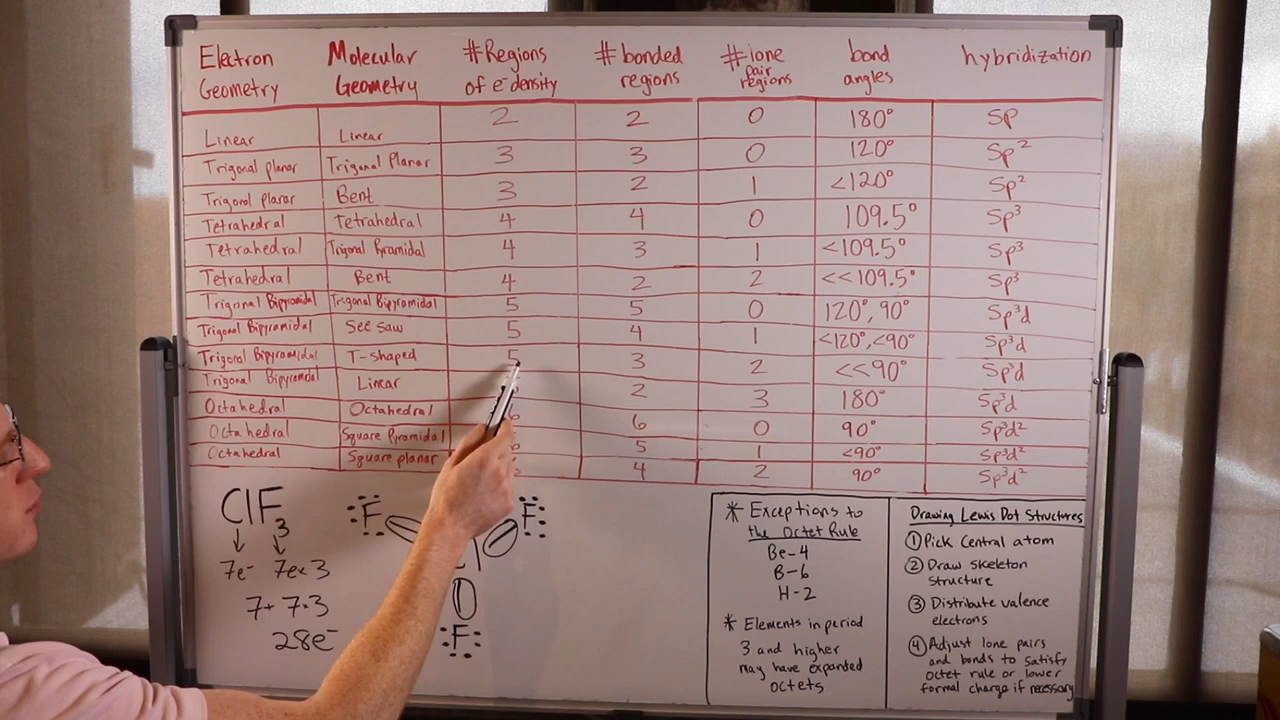 Electron Geometry Molecular Geometry #Regions of e⁻density #bonded regions #lone pair regions bond angles hybridization
Linear Linear 2 2 0 180° Sp
Trigonal planar Trigonal Planar 3 3 0 120° Sp²
Trigonal planar Bent 3 2 1 <120° Sp²
Tetrahedral Tetrahedral 4 4 0 109.5° Sp³
Tetrahedral Trigonal Pyramidal 4 3 1 <109.5° Sp³
Tetrahedral Bent 4 2 2 <<109.5° Sp³
Trigonal Bipyramidal Trigonal Bipyramidal 5 5 0 120°, 90° Sp³d
Trigonal Bipyramidal See saw 5 4 1 <120°, <90° Sp³d
Trigonal Bipyramidal T-shaped 5 3 2 <<90° Sp³d
Trigonal Bipyramidal Linear 2 3 180° Sp³d
Octahedral Octahedral 6 6 0 90° Sp³d²
Octahedral Square Pyramidal 5 1 <90° Sp³d²
Octahedral Square planar 4 2 90° Sp³d²
ClF₃
7e⁻ 7e×3
7+7·3
28e⁻
F F
F
* Exceptions to
the Octet Rule
Be-4
B-6
H-2
* Elements in period
3 and higher
may have expanded
octets
Drawing Lewis Dot Structures
① Pick Central atom
② Draw skeleton
structure
③ Distribute valence
electrons
④ Adjust lone pairs
and bonds to satisfy
octet rule or lower
formal charge if necessary